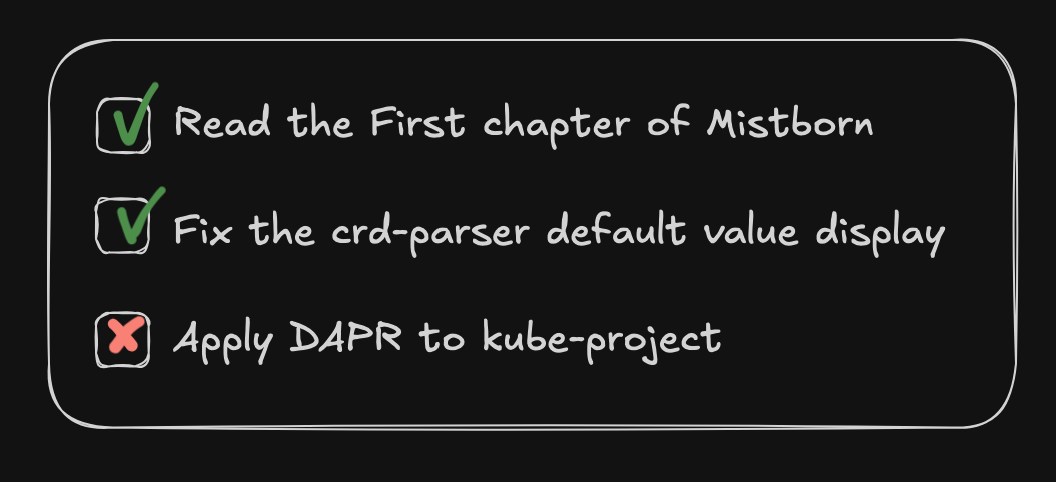 Read the First chapter of Mistborn
Fix the crd-parser default value display
Apply DAPR to kube-project